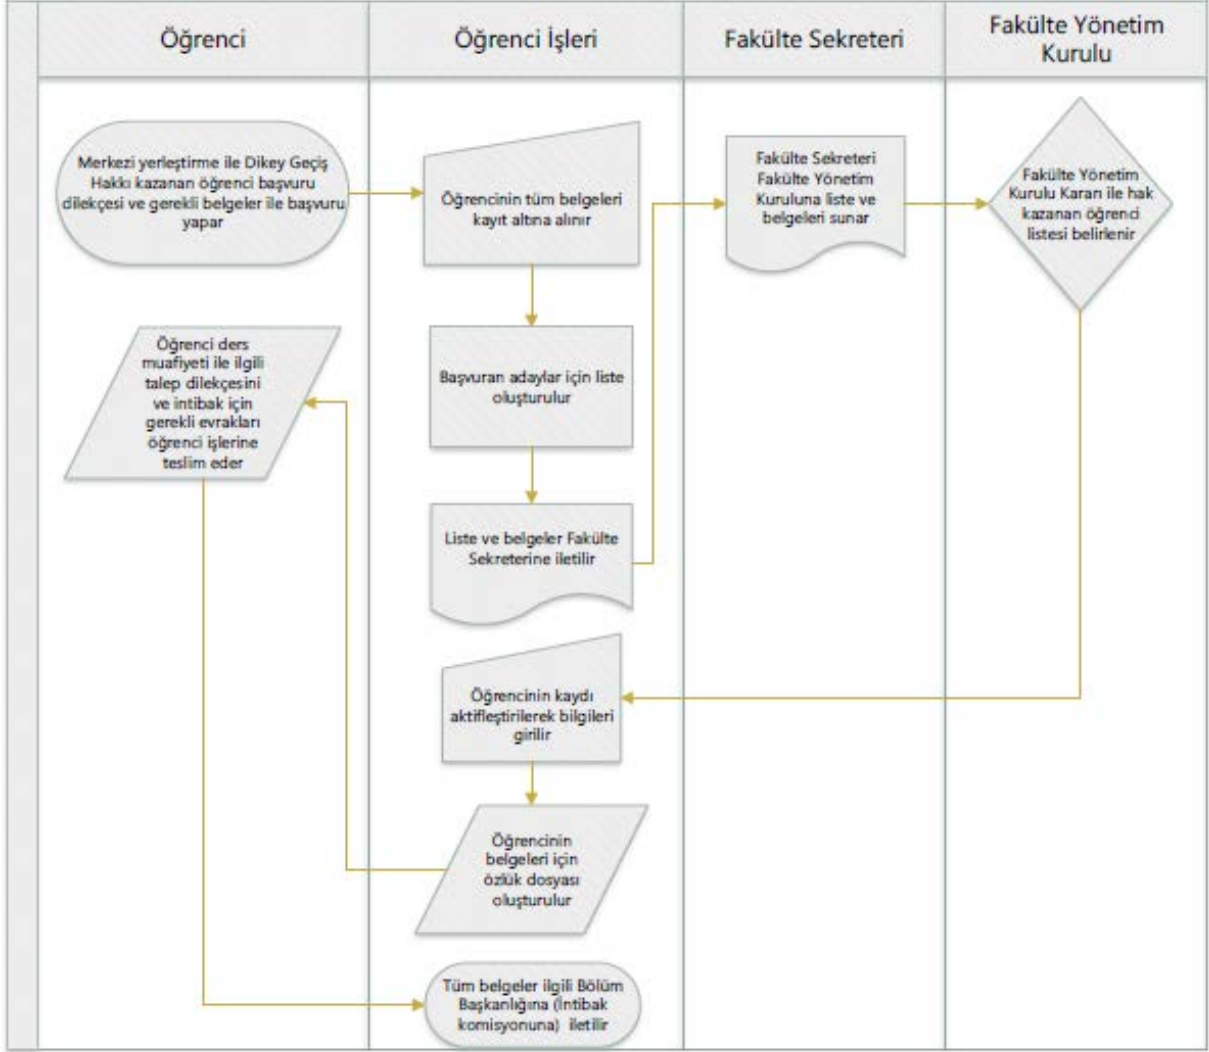 Öğrenci
Öğrenci İşleri
Fakülte Sekreteri
Fakülte Yönetim
Kurulu
Merkezi yerleştirme ile Dikey Geçiş
Hakkı kazanan öğrenci başvuru
dilekçesi ve gerekli belgeler ile başvuru
yapar
Öğrencinin tüm belgeleri
kayıt altına alınır
Fakülte Sekreteri
Fakülte Yönetim
Kuruluna liste ve
belgeleri sunar
Fakülte Yönetim
Kurulu Kararı ile hak
kazanan öğrenci
listesi belirlenir
Başvuran adaylar için liste
oluşturulur
Liste ve belgeler Fakülte
Sekreterine iletilir
Öğrencinin kaydı
aktifleştirilerek bilgileri
girilir
Öğrencinin
belgeleri için
özlük dosyası
oluşturulur
Öğrenci ders
muafiyeti ile ilgili
talep dilekçesini
ve intibak için
gerekli evrakları
öğrenci işlerine
teslim eder
Tüm belgeler ilgili Bölüm
Başkanlığına (İntibak
komisyonuna) iletilir